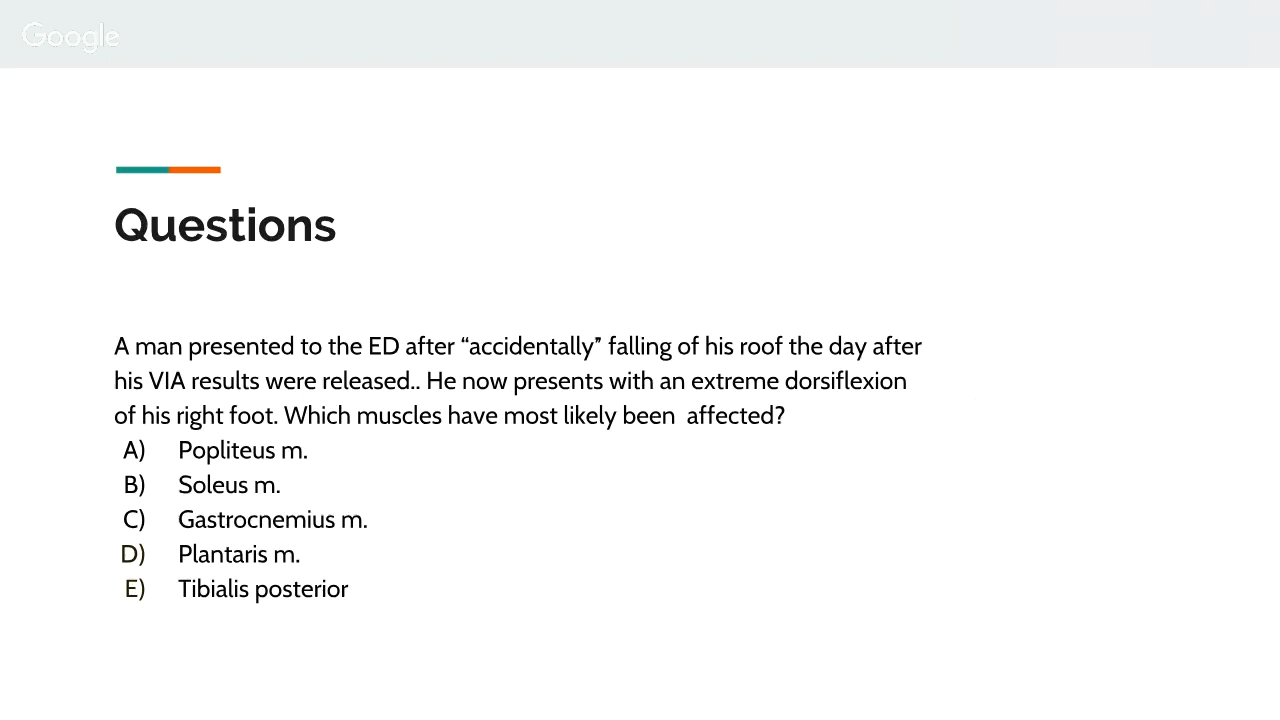 Google
Questions
A man presented to the ED after “accidentally” falling of his roof the day after
his VIA results were released.. He now presents with an extreme dorsiflexion
of his right foot. Which muscles have most likely been  affected?
A) Popliteus m.
B) Soleus m.
C) Gastrocnemius m.
D) Plantaris m.
E) Tibialis posterior